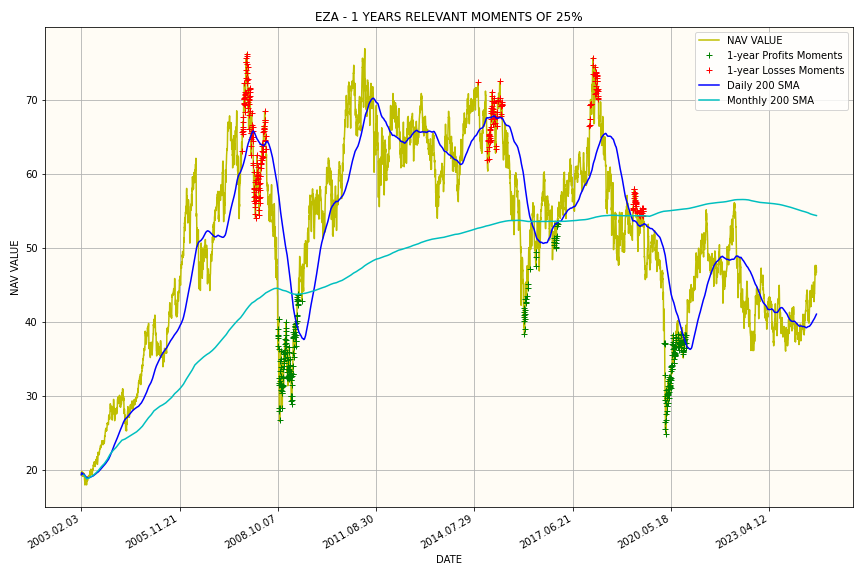 EZA - 1 YEARS RELEVANT MOMENTS OF 25%
NAV VALUE
1-year Profits Moments
1-year Losses Moments
Daily 200 SMA
Monthly 200 SMA
NAV VALUE
70
60
50
40
30
20
2003.02.03
2005.11.21
2008.10.07
2011.08.30
2014.07.29
2017.06.21
2020.05.18
2023.04.12
DATE